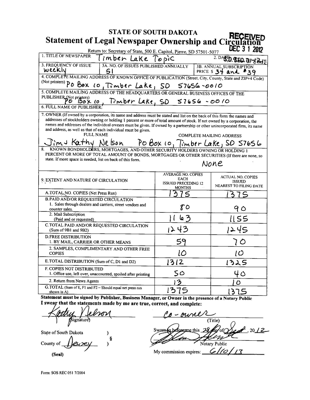 STATE OF SOUTH DAKOTA
Statement of Legal Newspaper Ownership and Circulation
RECEIVED
DEC 31 2012
Return to: Secretary of State, 500 E. Capitol, Pierre, SD 57501-5077
1. TITLE OF NEWSPAPER
Timber Lake Topic
3. FREQUENCY OF ISSUE
weekly
3A. NO. OF ISSUES PUBLISHED ANNUALLY
51
3B. ANNUAL SUBSCRIPTION
PRICE $ 34 and $39
4. COMPLETE MAILING ADDRESS OF KNOWN OFFICE OF PUBLICATION (Street, City, County, State and ZIP+4 Code)
(Not printers)
Po Box 10, Timber Lake, SD 57656-0010
5. COMPLETE MAILING ADDRESS OF THE HEADQUARTERS OR GENERAL BUSINESS OFFICES OF THE
PUBLISHER (Not printers)
Po Box 10, Timber Lake, SD 57656-0010
6. FULL NAME OF PUBLISHER:
7. OWNER (If owned by a corporation, its name and address must be stated and list on the back of this form the names and
addresses of stockholders owning or holding 1 percent or more of total amount of stock. If not owned by a corporation, the
names and addresses of the individual owners must be given. If owned by a partnership or other unincorporated firm, its name
and address, as well as that of each individual must be given.
FULL NAME
COMPLETE MAILING ADDRESS
Jim & Kathy Nelson
Po Box 10, Timber Lake, SD 57656
8. KNOWN BONDHOLDERS, MORTGAGES, AND OTHER SECURITY HOLDERS OWNING OR HOLDING 1
PERCENT OR MORE OF TOTAL AMOUNT OF BONDS, MORTGAGES OR OTHER SECURITIES (If there are none, so
state. If more space is needed, list on back of this form.
None
9. EXTENT AND NATURE OF CIRCULATION
AVERAGE NO. COPIES
EACH
ISSUED PRECEDING 12
MONTHS
ACTUAL NO. COPIES
ISSUED
NEAREST TO FILING DATE
A. TOTAL NO. COPIES (Net Press Run)
1375
1375
B. PAID AND/OR REQUESTED CIRCULATION
1. Sales through dealers and carriers, street vendors and
counter sales.
80
90
2. Mail Subscription
(Paid and or requested)
1163
1155
C. TOTAL PAID AND/OR REQUESTED CIRCULATION
(Sum of 9B1 and 9B2)
1243
1245
D. FREE DISTRIBUTION
1. BY MAIL, CARRIER OR OTHER MEANS
59
70
2. SAMPLES, COMPLIMENTARY AND OTHER FREE
COPIES
10
10
E. TOTAL DISTRIBUTION (Sum of C, D1 and D2)
1312
1325
F. COPIES NOT DISTRIBUTED
1. Office use, left over, unaccounted, spoiled after printing
50
40
2. Return from News Agents
13
10
G. TOTAL (Sum of E, F1 and F2 – Should equal net press run
shown in A)
1375
1375
Statement must be signed by Publisher, Business Manager, or Owner in the presence of a Notary Public
I swear that the statements made by me are true, correct, and complete:
Kathy Nelson
co-owner
(Signature)
(Title)
State of South Dakota )
County of Dewey )
(Seal)
Notary Public
My commission expires: 6/10/13
Form: SOS REC 051 7/2004